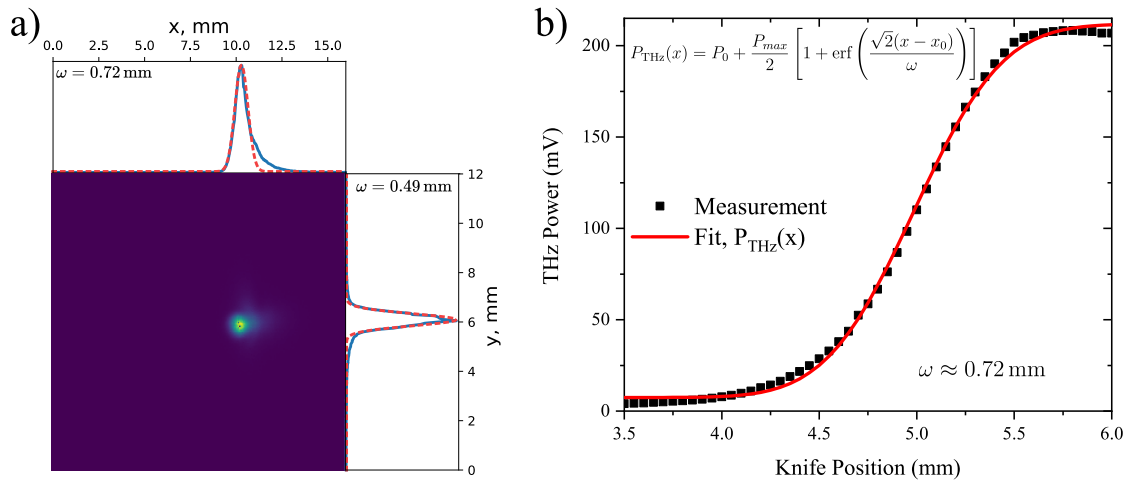 a)
x, mm
0.0 2.5 5.0 7.5 10.0 12.5 15.0
ω = 0.72 mm
ω = 0.49 mm
12
10
8
6
4
2
0
y, mm
b)
P_THz(x) = P_0 + P_max/2 [1 + erf(√2(x − x_0)/ω)]
200
150
100
50
0
THz Power (mV)
Measurement
Fit, P_THz(x)
ω ≈ 0.72 mm
3.5 4.0 4.5 5.0 5.5 6.0
Knife Position (mm)